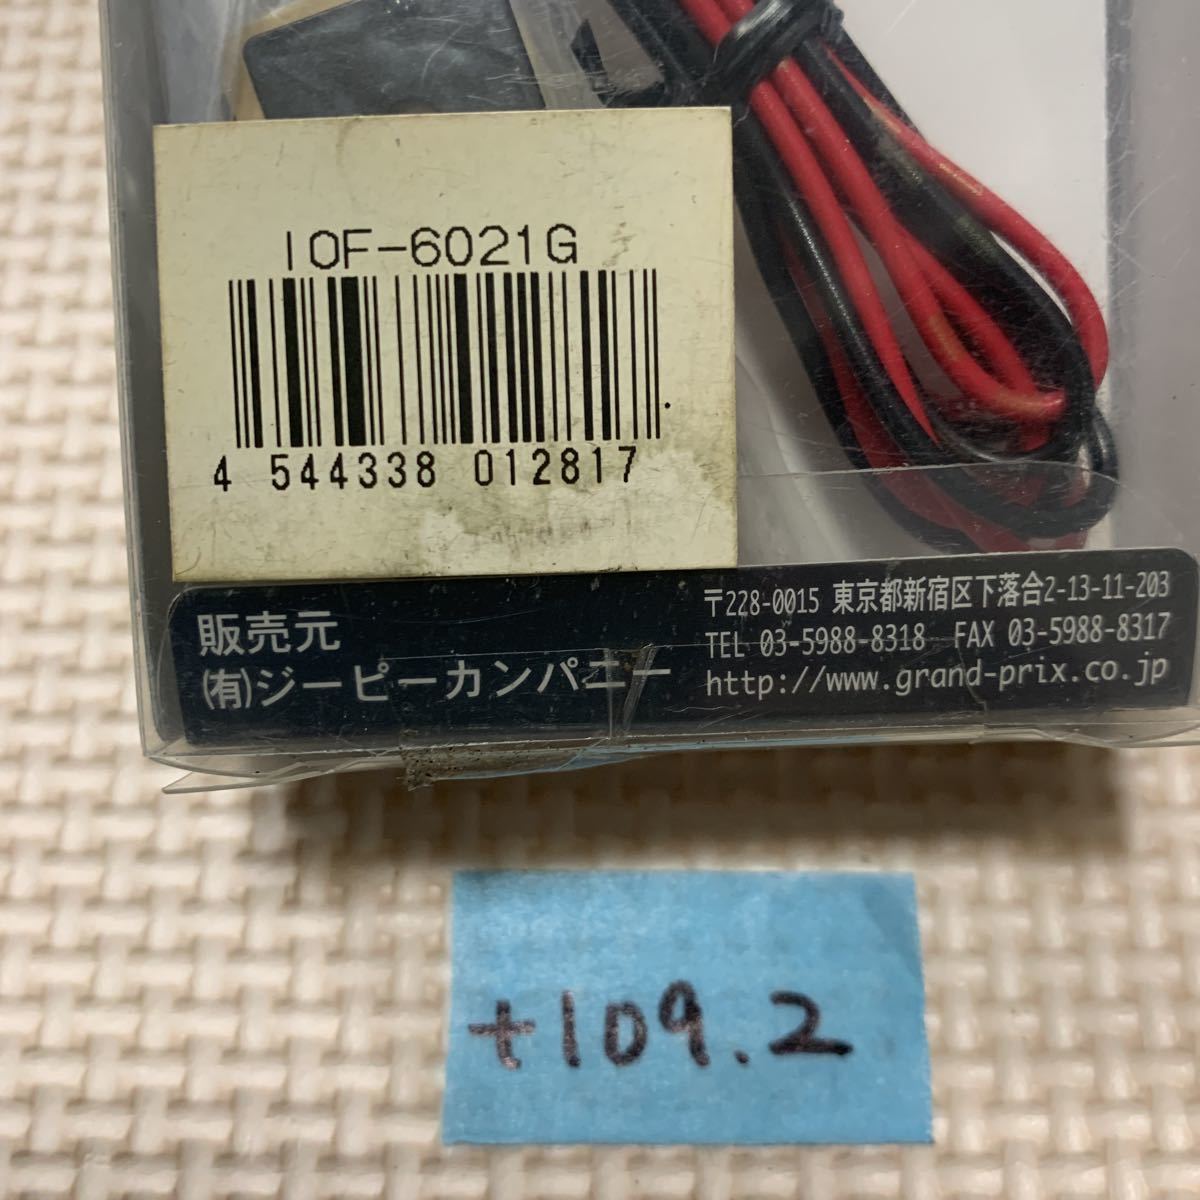 IOF-6021G
4 544338 012817
販売元
㈲ジーピーカンパニー
〒228-0015 東京都新宿区下落合2-13-11-203
TEL 03-5988-8318 FAX 03-5988-8317
http://www.grand-prix.co.jp
+109.2